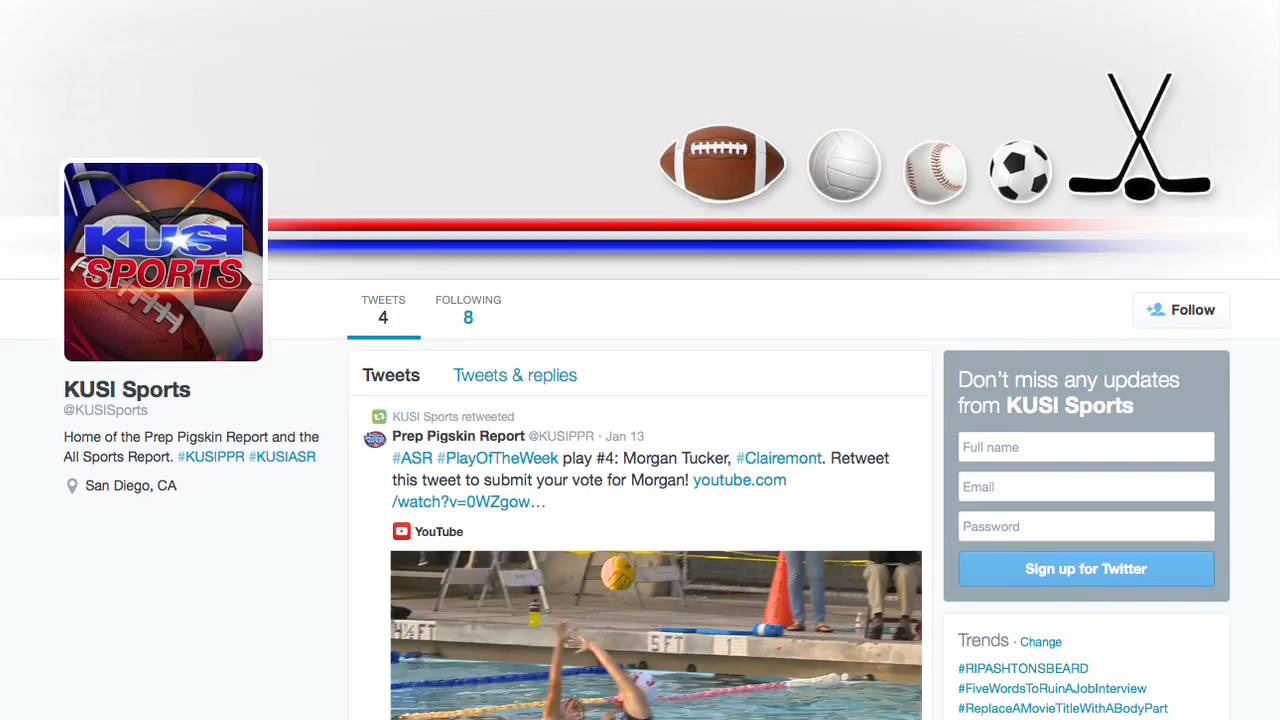 KUSI
SPORTS
TWEETS
4
FOLLOWING
8
Follow
KUSI Sports
@KUSISports
Home of the Prep Pigskin Report and the
All Sports Report. #KUSIPPR #KUSIASR
San Diego, CA
Tweets
Tweets & replies
KUSI Sports retweeted
Prep Pigskin Report @KUSIPPR · Jan 13
#ASR #PlayOfTheWeek play #4: Morgan Tucker, #Clairemont. Retweet
this tweet to submit your vote for Morgan! youtube.com
/watch?v=0WZgow…
YouTube
4½FT
5FT
1
Don't miss any updates
from KUSI Sports
Full name
Email
Password
Sign up for Twitter
Trends · Change
#RIPASHTONSBEARD
#FiveWordsToRuinAJobInterview
#ReplaceAMovieTitleWithABodyPart